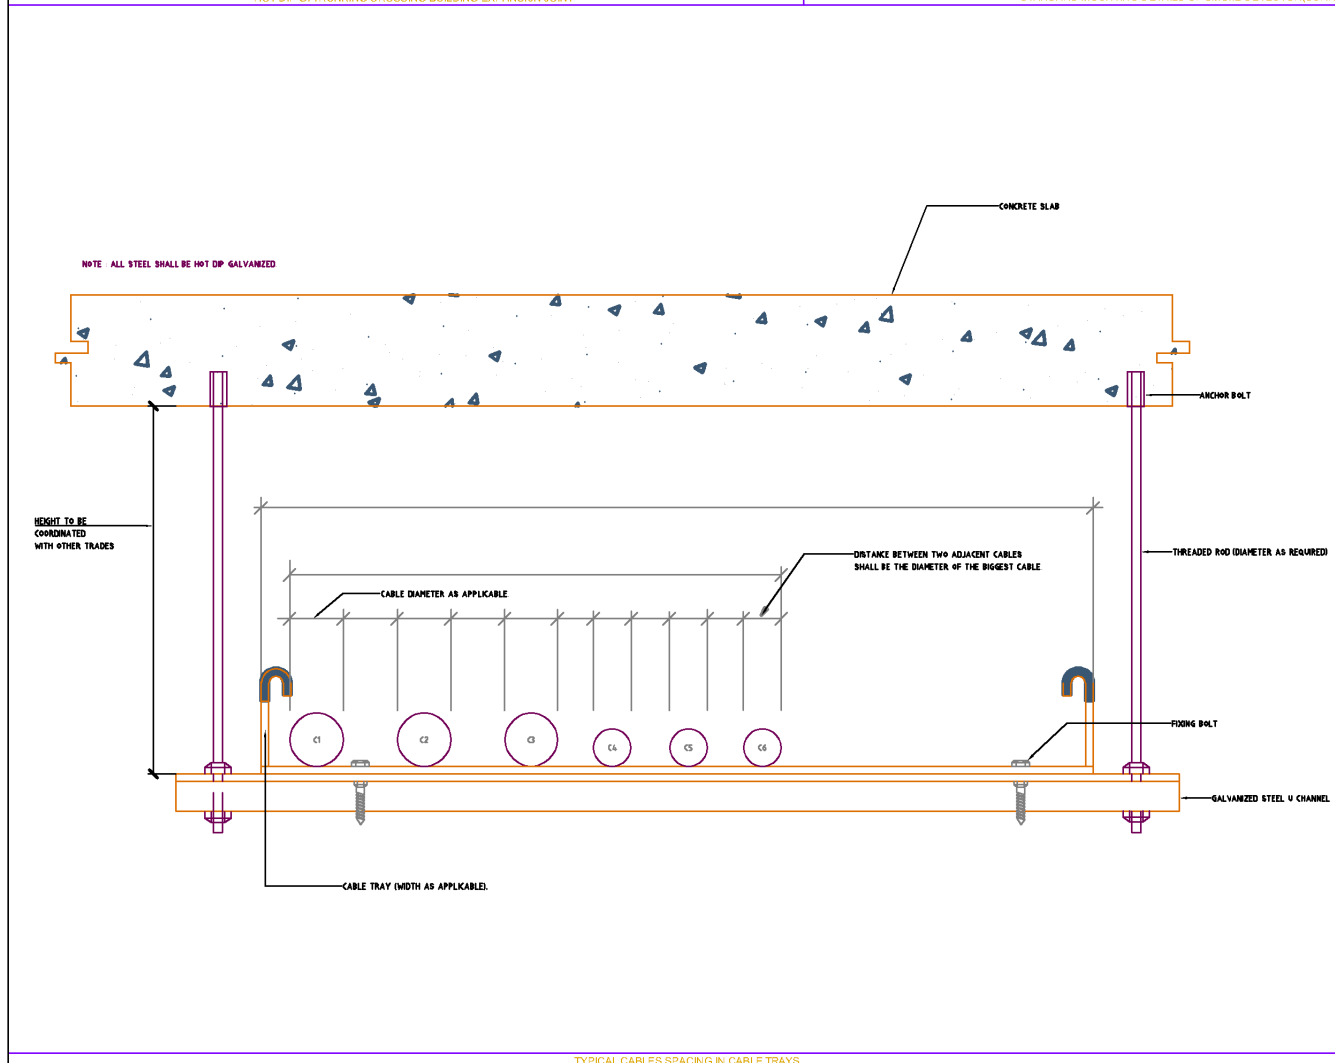 CONCRETE SLAB
NOTE : ALL STEEL SHALL BE HOT DIP GALVANIZED
ANCHOR BOLT
HEIGHT TO BE
COORDINATED
WITH OTHER TRADES
THREADED ROD (DIAMETER AS REQUIRED)
DISTANCE BETWEEN TWO ADJACENT CABLES
SHALL BE THE DIAMETER OF THE BIGGEST CABLE
CABLE DIAMETER AS APPLICABLE
FIXING BOLT
C1
C2
C3
C4
C5
C6
GALVANIZED STEEL U CHANNEL
CABLE TRAY (WIDTH AS APPLICABLE).
TYPICAL CABLES SPACING IN CABLE TRAYS